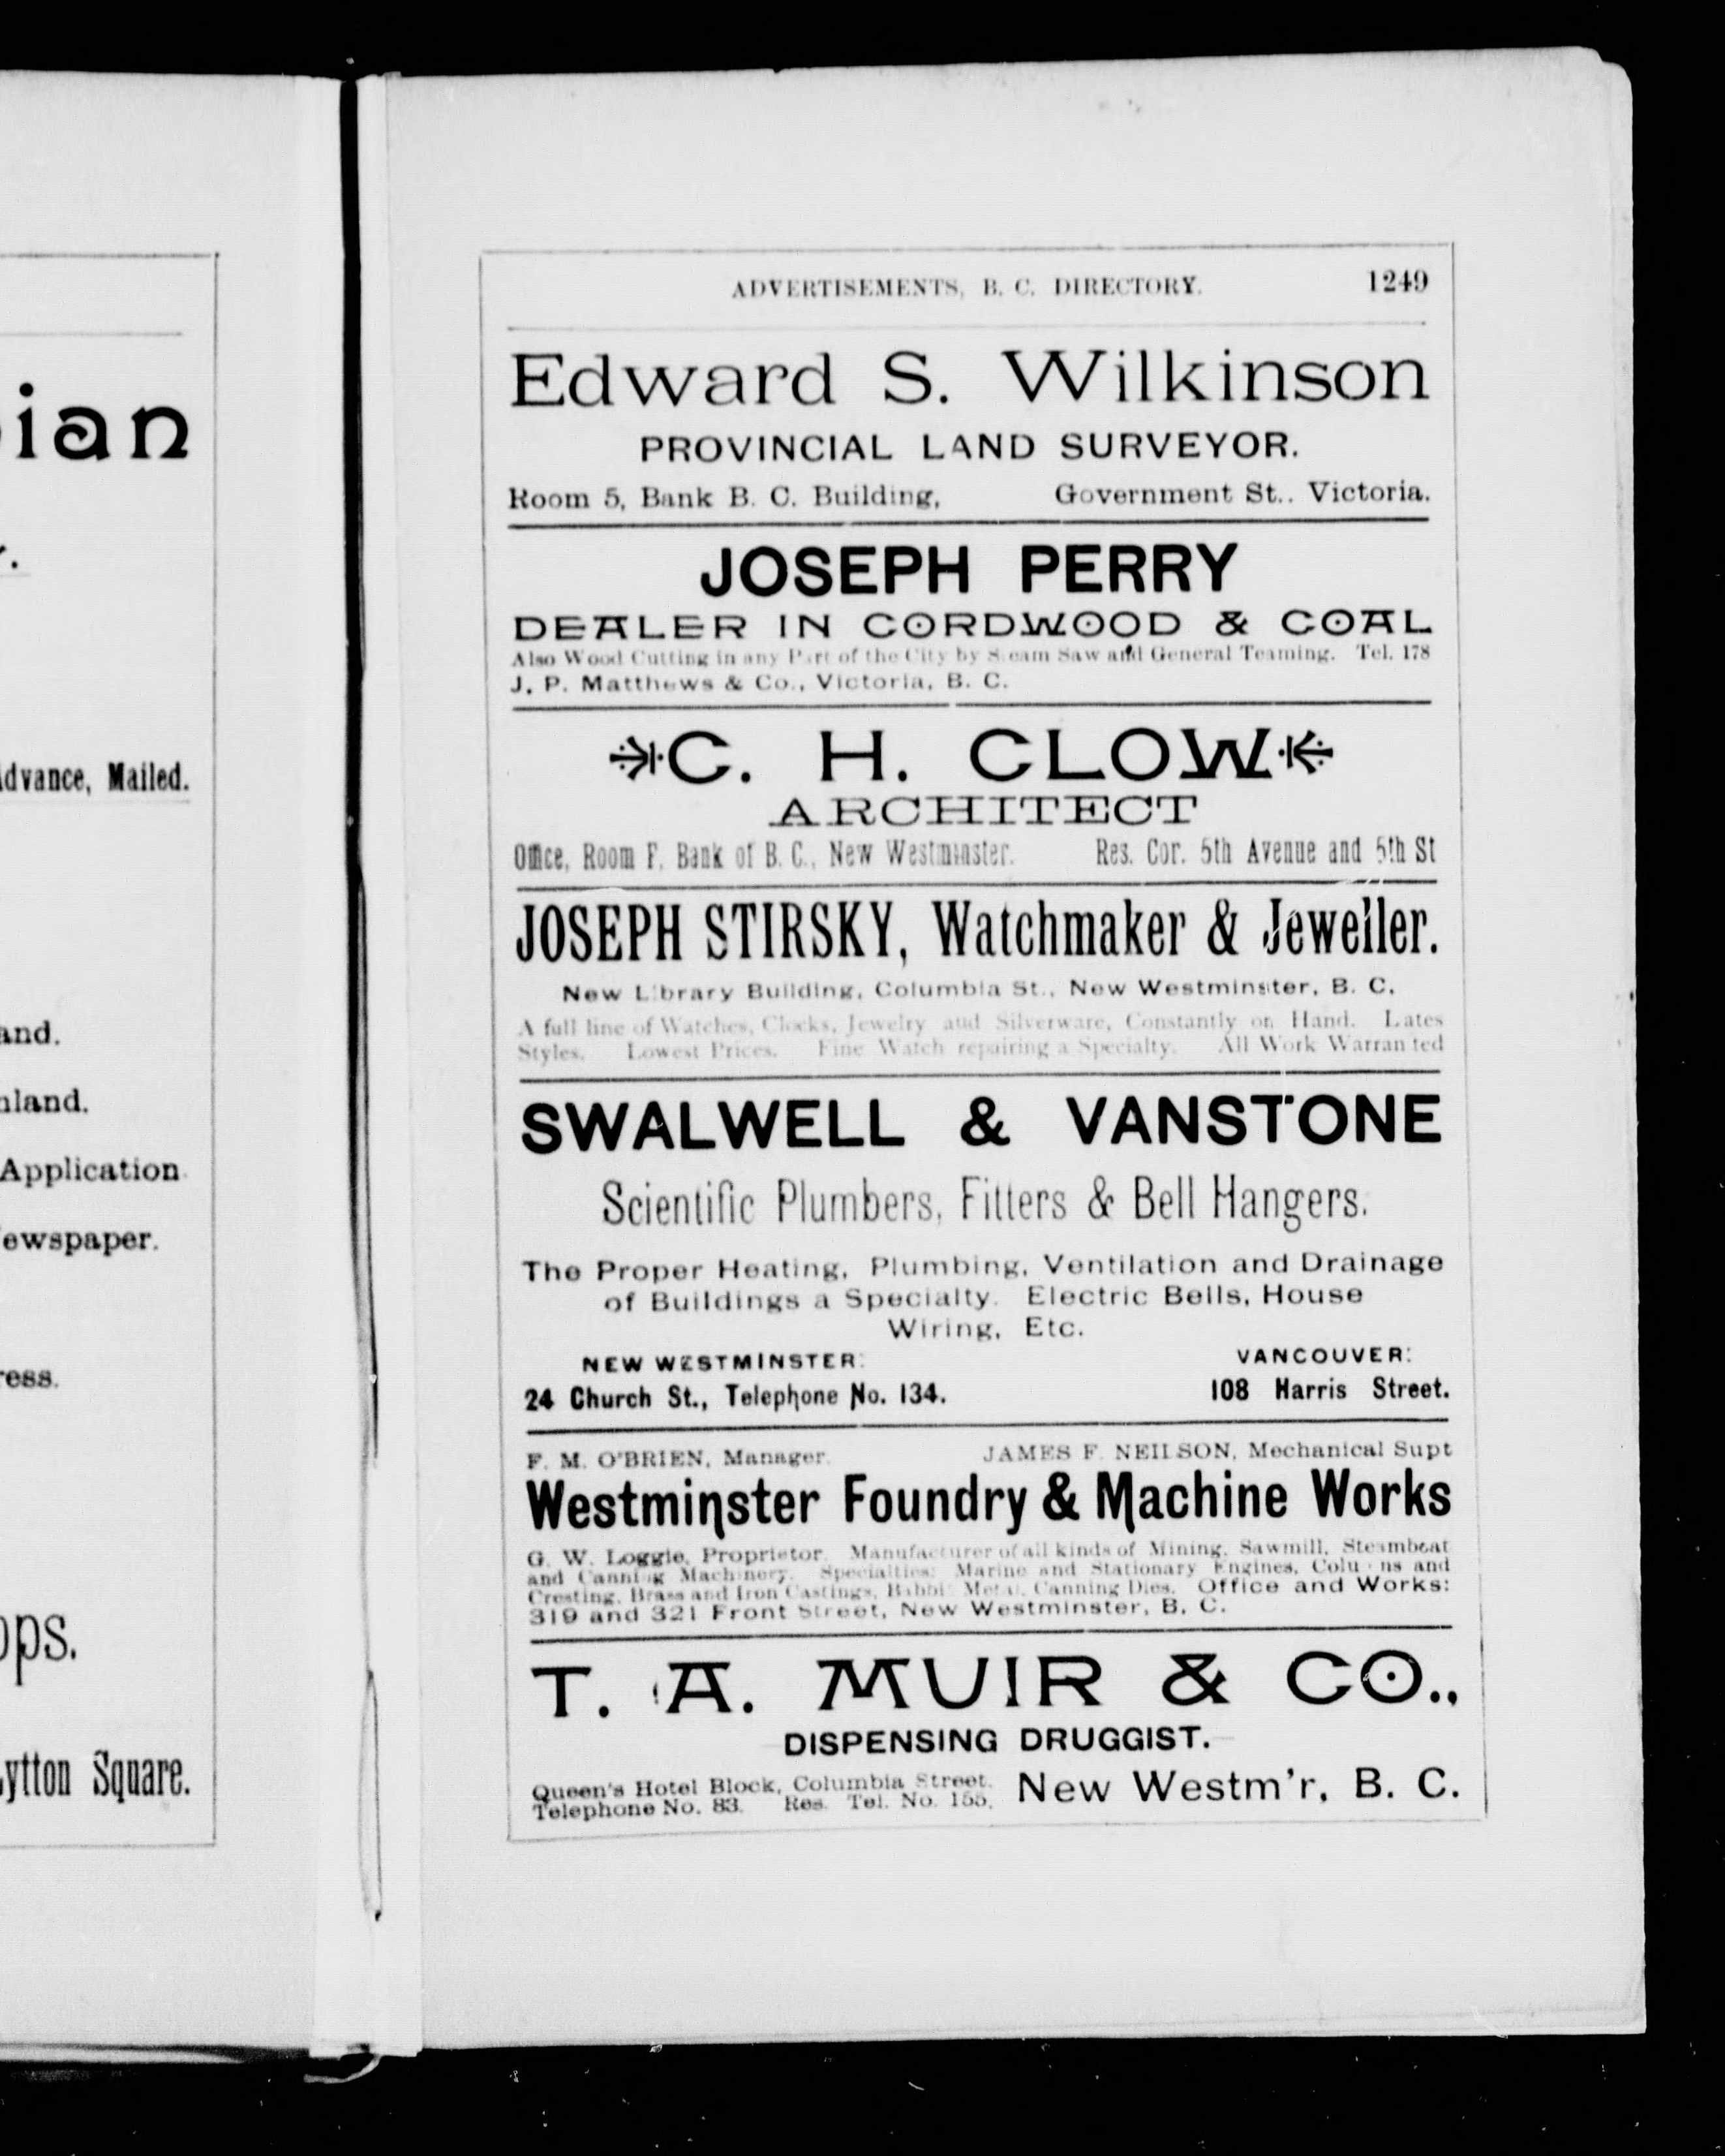 ian
Advance, Mailed.
and.
nland.
Application
ewspaper.
ress.
ops.
Lytton Square.
ADVERTISEMENTS, B. C. DIRECTORY. 1249
Edward S. Wilkinson
PROVINCIAL LAND SURVEYOR.
Room 5, Bank B. C. Building, Government St.. Victoria.
JOSEPH PERRY
DEALER IN CORDWOOD & COAL
Also Wood Cutting in any Part of the City by Steam Saw and General Teaming. Tel. 178
J. P. Matthews & Co., Victoria, B. C.
C. H. CLOW
ARCHITECT
Office, Room F, Bank of B. C., New Westminster. Res. Cor. 5th Avenue and 5th St
JOSEPH STIRSKY, Watchmaker & Jeweller.
New Library Building, Columbia St., New Westminster, B. C.
A full line of Watches, Clocks, Jewelry and Silverware, Constantly on Hand. Lates
Styles. Lowest Prices. Fine Watch repairing a Specialty. All Work Warranted
SWALWELL & VANSTONE
Scientific Plumbers, Fitters & Bell Hangers.
The Proper Heating, Plumbing, Ventilation and Drainage
of Buildings a Specialty. Electric Bells, House
Wiring, Etc.
NEW WESTMINSTER: VANCOUVER:
24 Church St., Telephone No. 134. 108 Harris Street.
F. M. O'BRIEN, Manager. JAMES F. NEILSON, Mechanical Supt
Westminster Foundry & Machine Works
G. W. Loggie, Proprietor. Manufacturer of all kinds of Mining, Sawmill, Steamboat
and Canning Machinery. Specialties: Marine and Stationary Engines, Columns and
Cresting, Brass and Iron Castings, Babbit Metal, Canning Dies. Office and Works:
319 and 321 Front Street, New Westminster, B. C.
T. A. MUIR & CO.,
DISPENSING DRUGGIST.
Queen's Hotel Block, Columbia Street. New Westm'r, B. C.
Telephone No. 83. Res. Tel. No. 155.